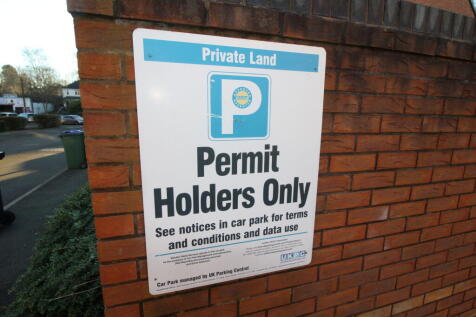 Private Land
P
Permit
Holders Only
See notices in car park for terms
and conditions and data use
Car Park managed by UK Parking Control